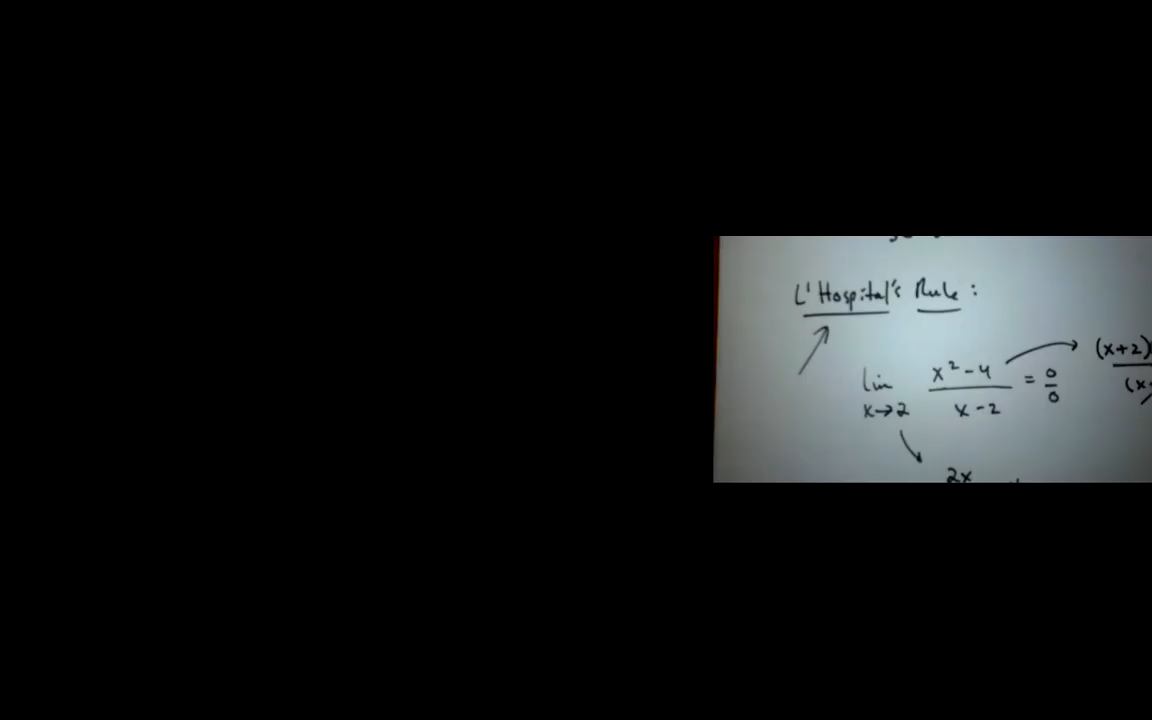 L'Hospital's Rule:
lim x→2 x²-4 / x-2 = 0/0
(x+2)
(x-
2x